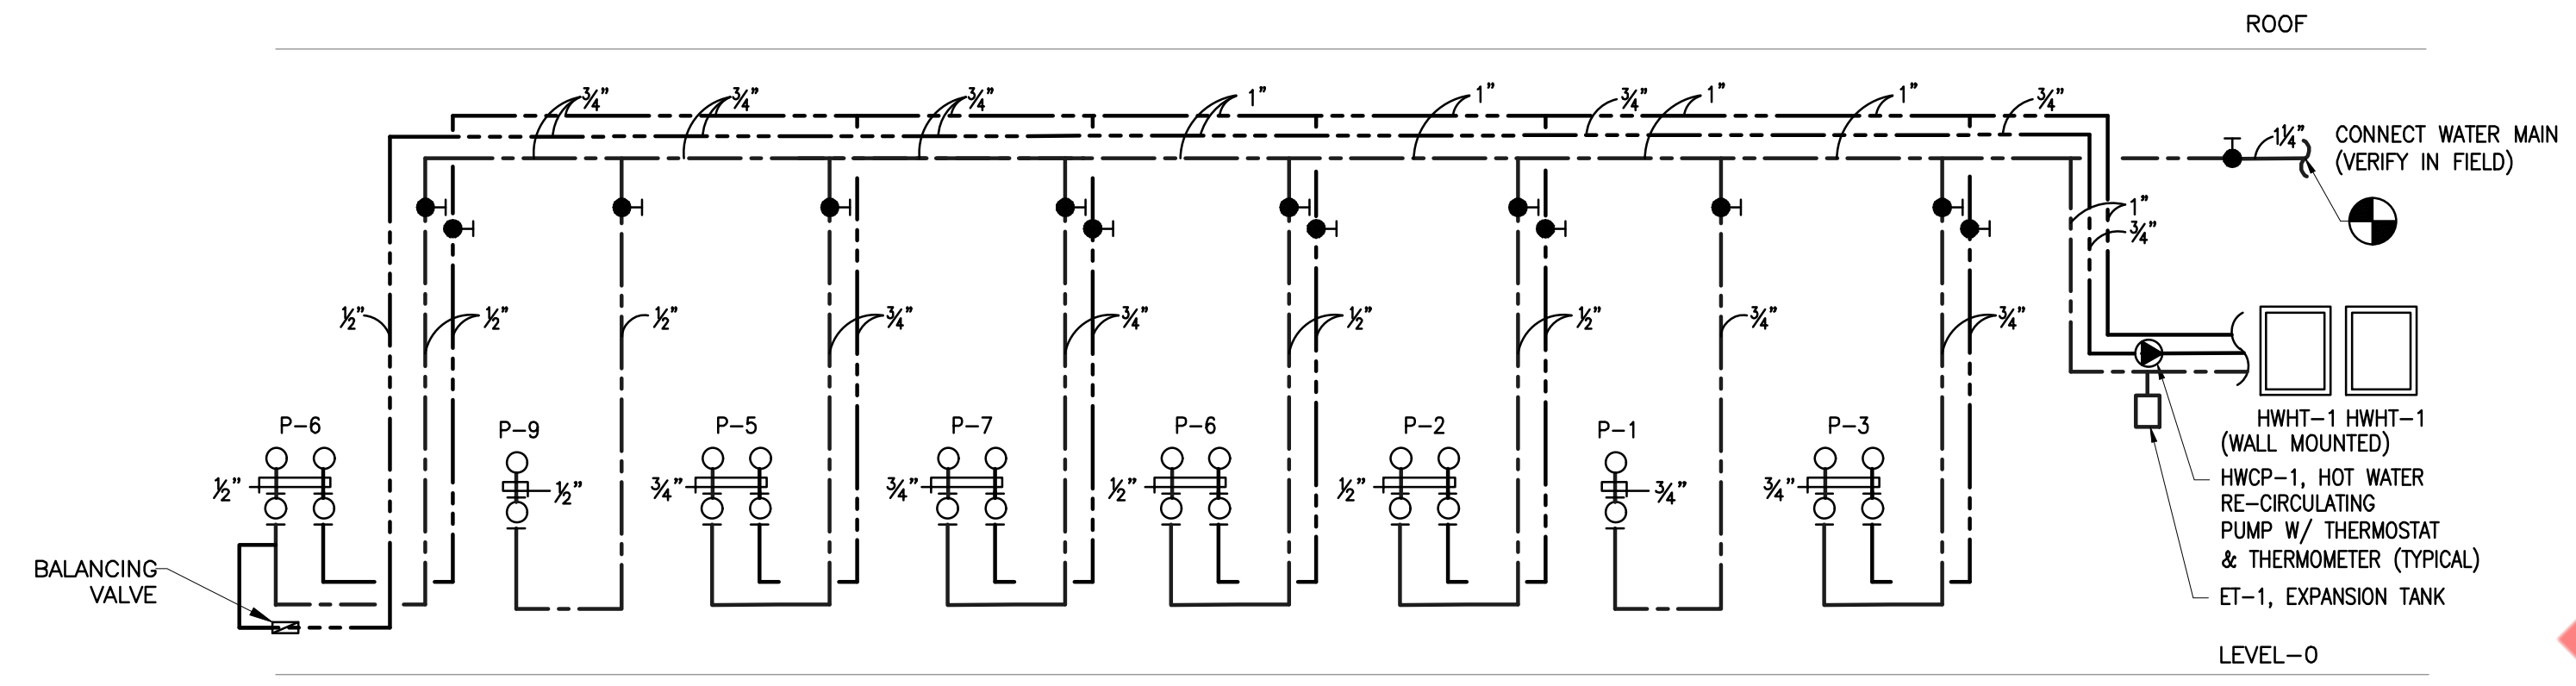 ROOF
¾" ¾" ¾" 1" 1" ¾" 1" 1" ¾"
1¼" CONNECT WATER MAIN
(VERIFY IN FIELD)
1"
¾"
½" ½" ½" ¾" ¾" ½" ½" ¾" ¾"
P-6 P-9 P-5 P-7 P-6 P-2 P-1 P-3
½" ½" ¾" ¾" ½" ½" ¾" ¾"
HWHT-1 HWHT-1
(WALL MOUNTED)
HWCP-1, HOT WATER
RE-CIRCULATING
PUMP W/ THERMOSTAT
& THERMOMETER (TYPICAL)
ET-1, EXPANSION TANK
BALANCING
VALVE
LEVEL-0